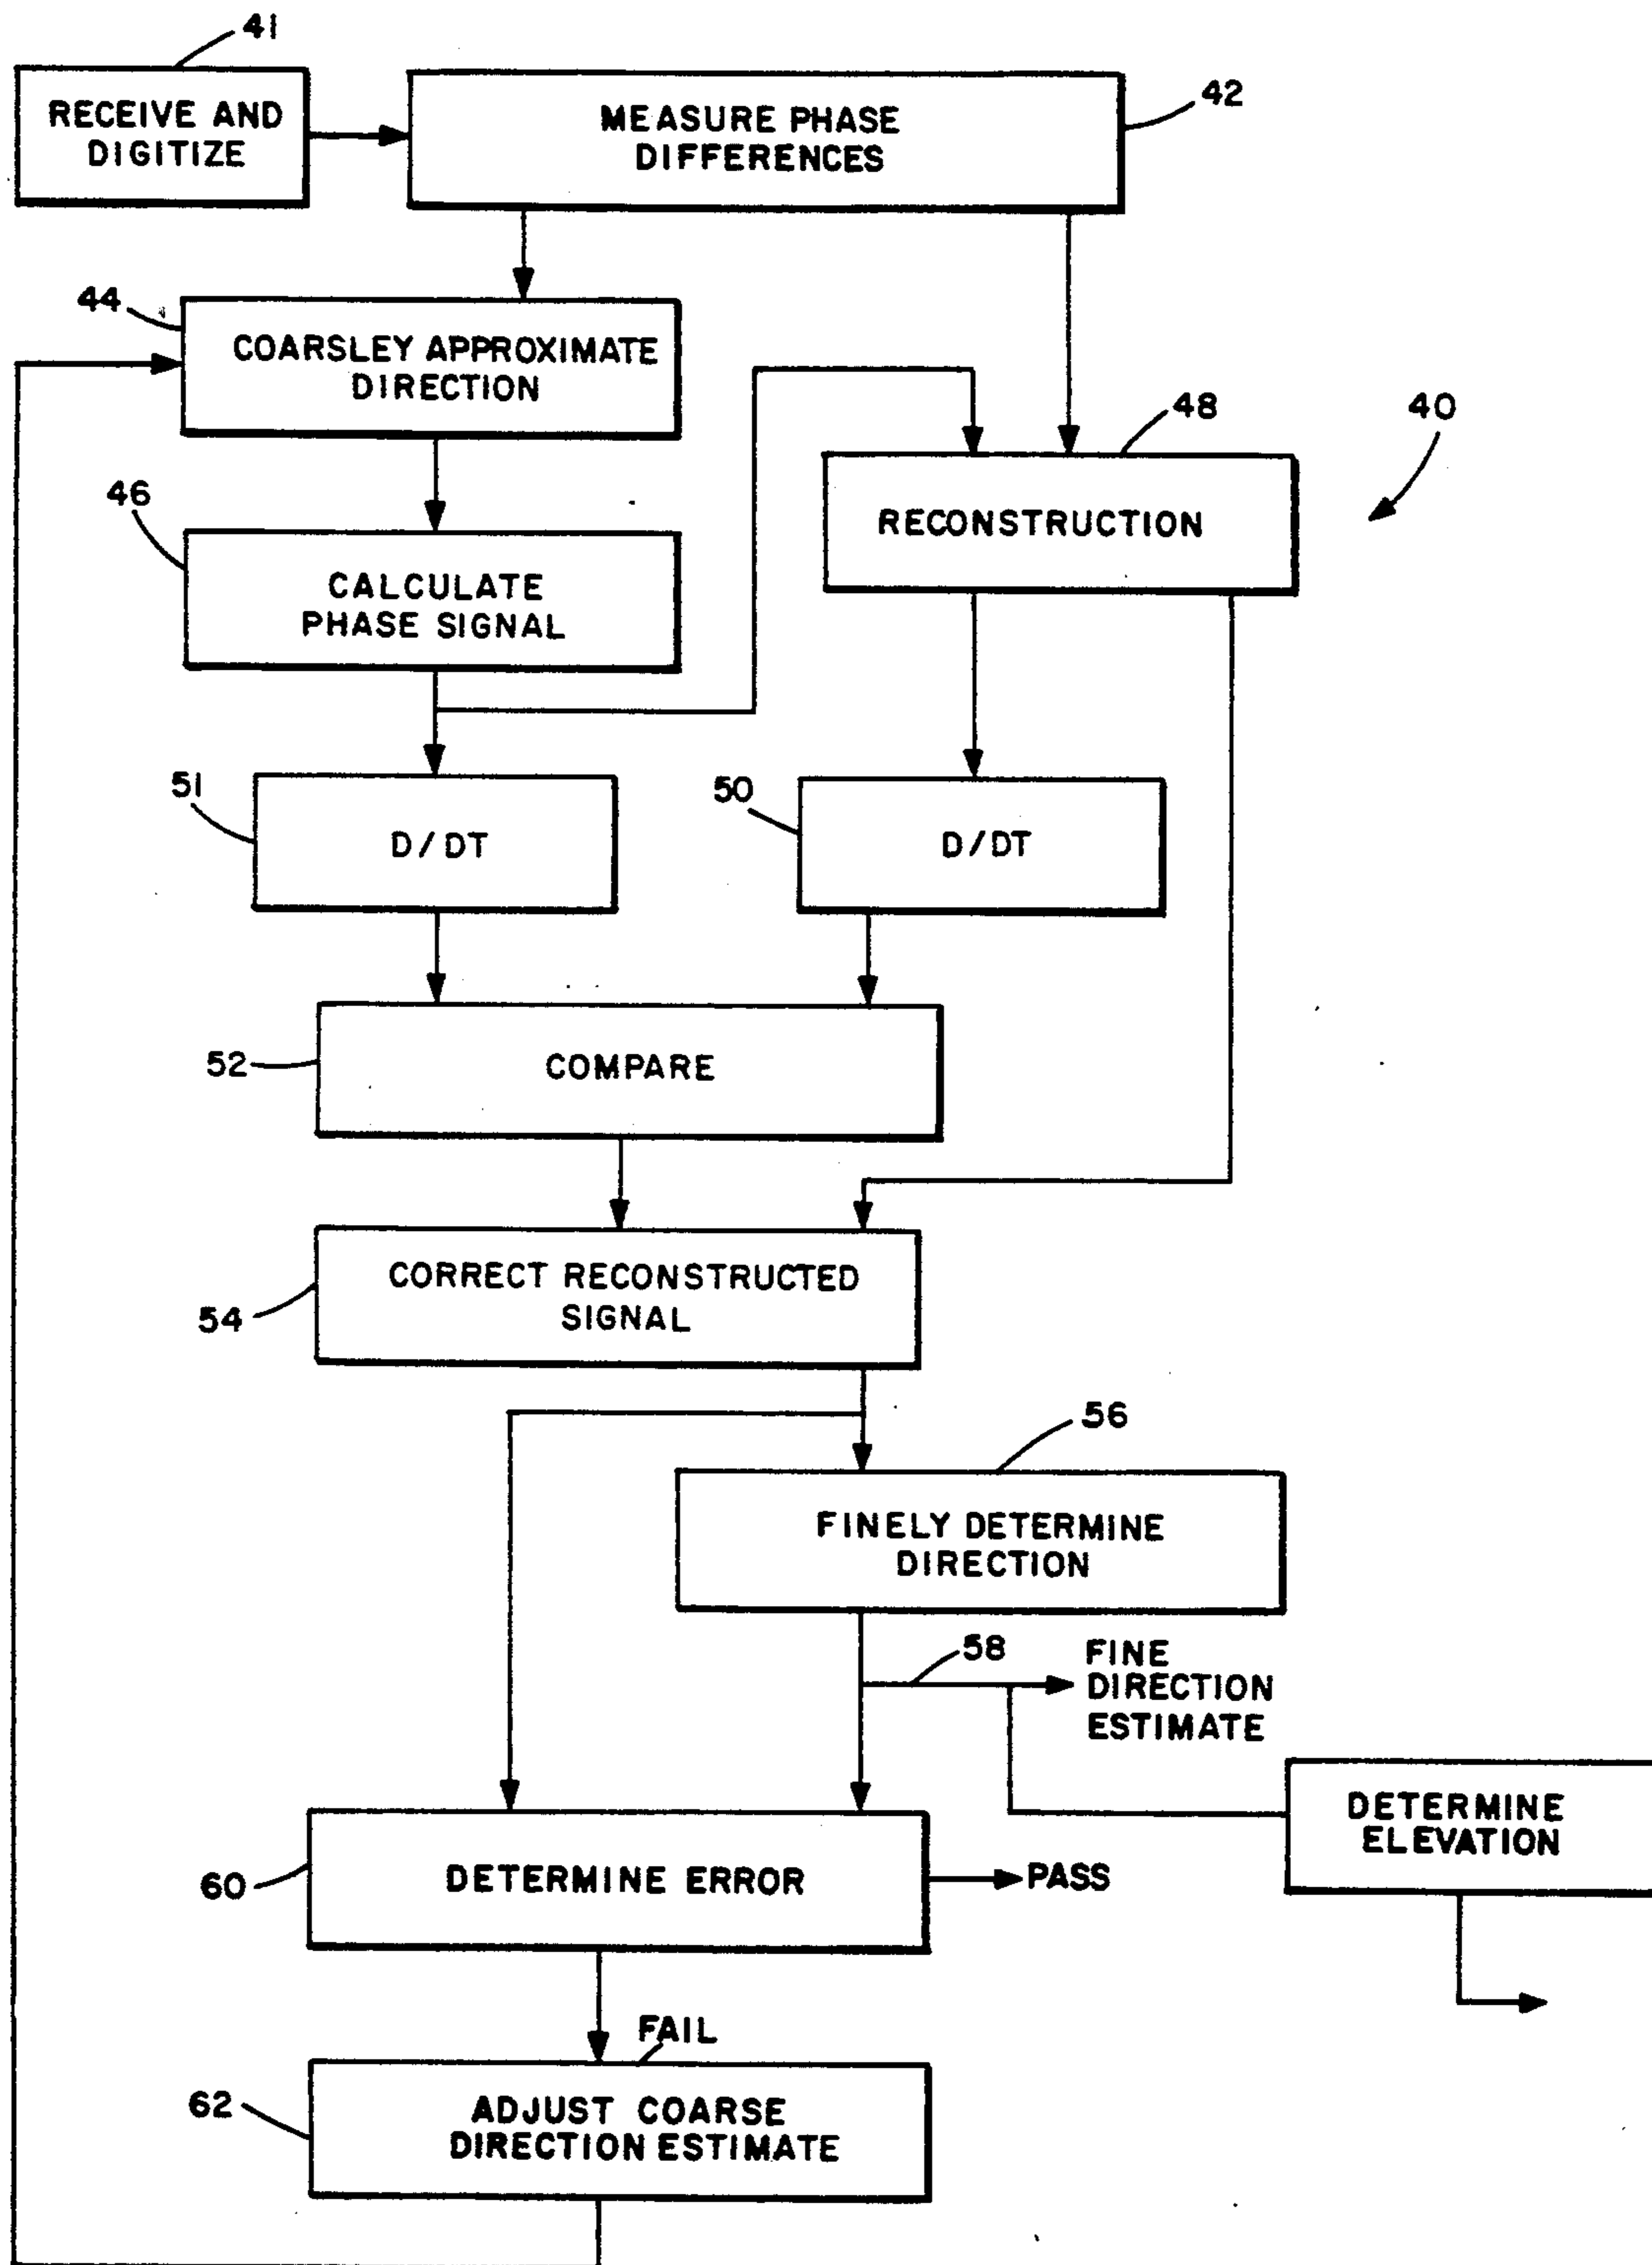 41
RECEIVE AND
DIGITIZE
MEASURE PHASE
DIFFERENCES
42
44
COARSLEY APPROXIMATE
DIRECTION
48
40
46
CALCULATE
PHASE SIGNAL
RECONSTRUCTION
51
D/DT
50
D/DT
52
COMPARE
54
CORRECT RECONSTRUCTED
SIGNAL
56
FINELY DETERMINE
DIRECTION
58
FINE
DIRECTION
ESTIMATE
DETERMINE
ELEVATION
60
DETERMINE ERROR
PASS
FAIL
62
ADJUST COARSE
DIRECTION ESTIMATE